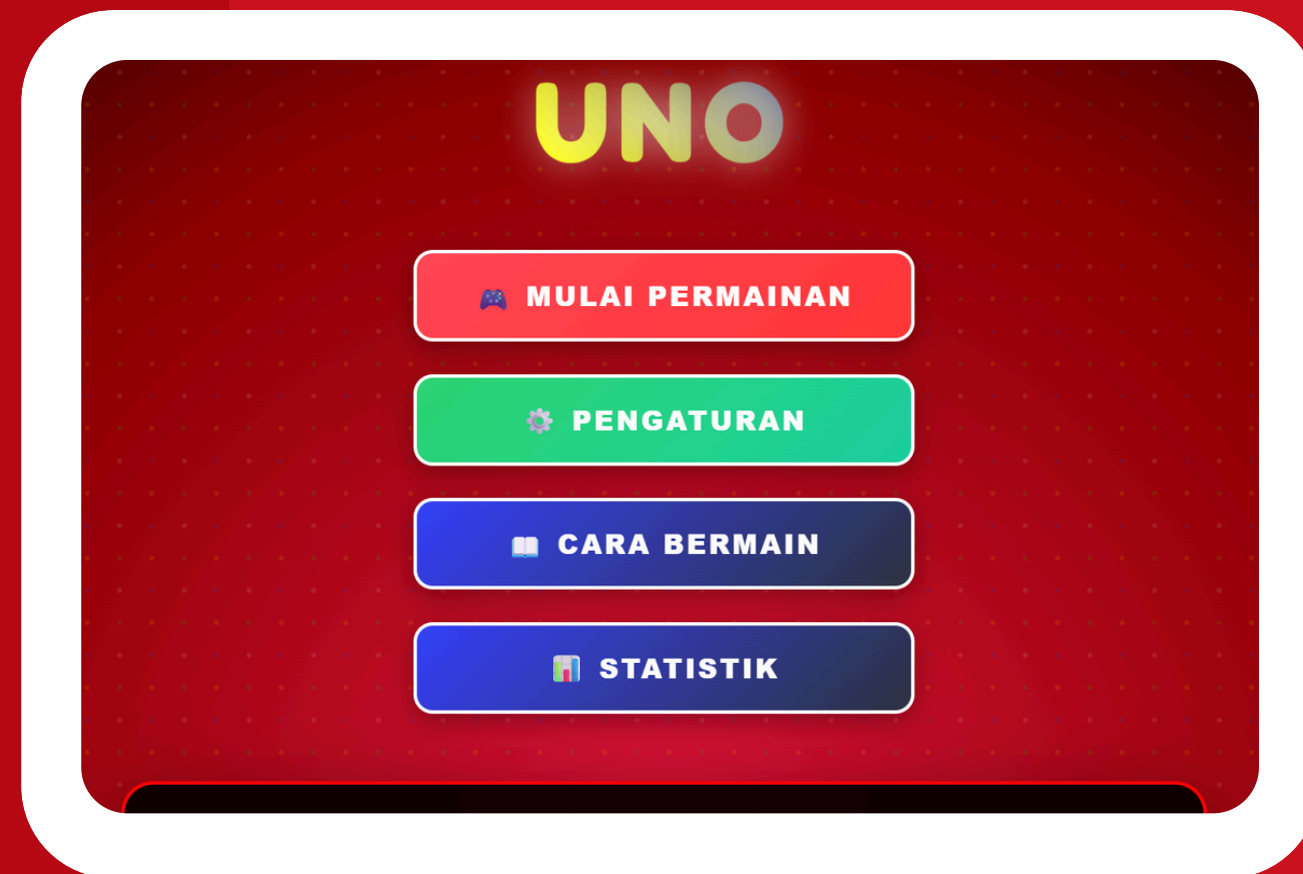 UNO
MULAI PERMAINAN
PENGATURAN
CARA BERMAIN
STATISTIK